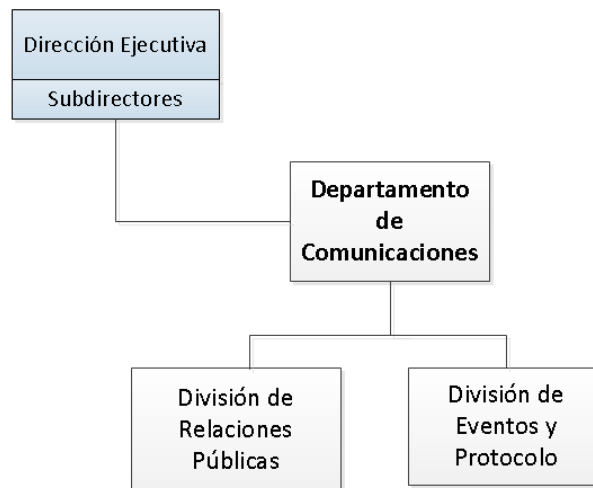 Dirección Ejecutiva
Subdirectores
Departamento
de
Comunicaciones
División de
Relaciones
Públicas
División de
Eventos y
Protocolo